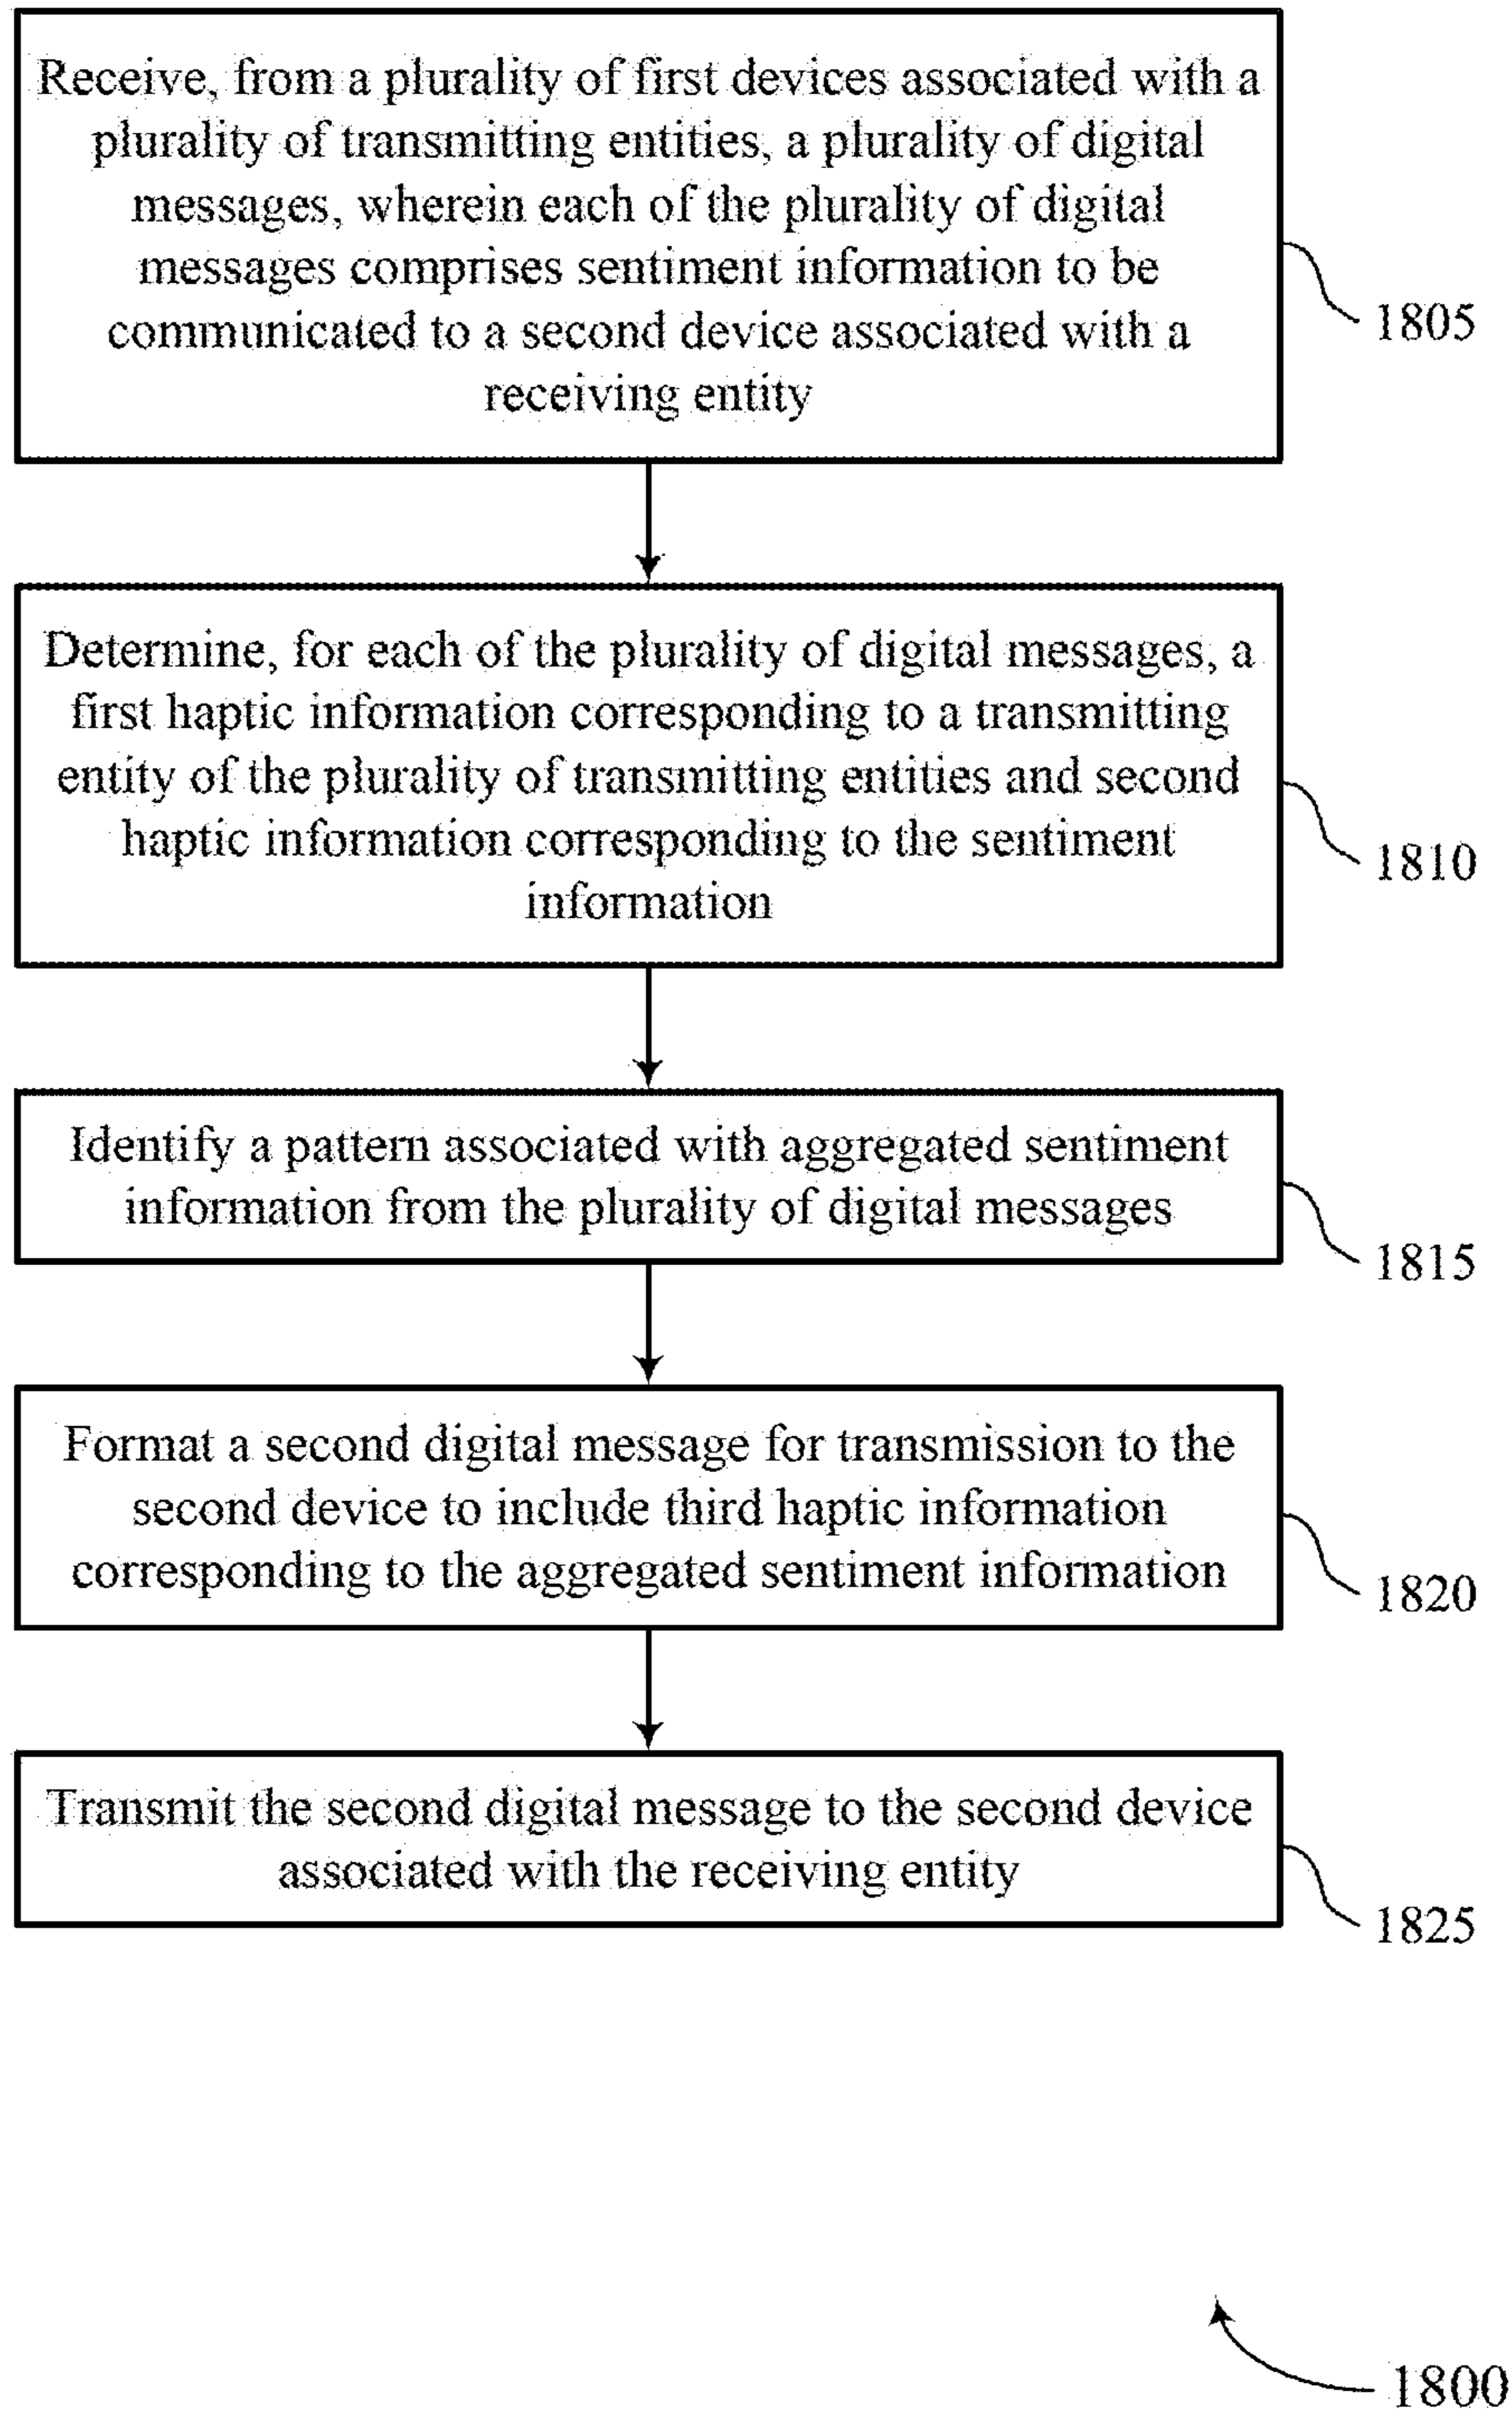 Receive, from a plurality of first devices associated with a
plurality of transmitting entities, a plurality of digital
messages, wherein each of the plurality of digital
messages comprises sentiment information to be
communicated to a second device associated with a
receiving entity
1805
Determine, for each of the plurality of digital messages, a
first haptic information corresponding to a transmitting
entity of the plurality of transmitting entities and second
haptic information corresponding to the sentiment
information
1810
Identify a pattern associated with aggregated sentiment
information from the plurality of digital messages
1815
Format a second digital message for transmission to the
second device to include third haptic information
corresponding to the aggregated sentiment information
1820
Transmit the second digital message to the second device
associated with the receiving entity
1825
1800